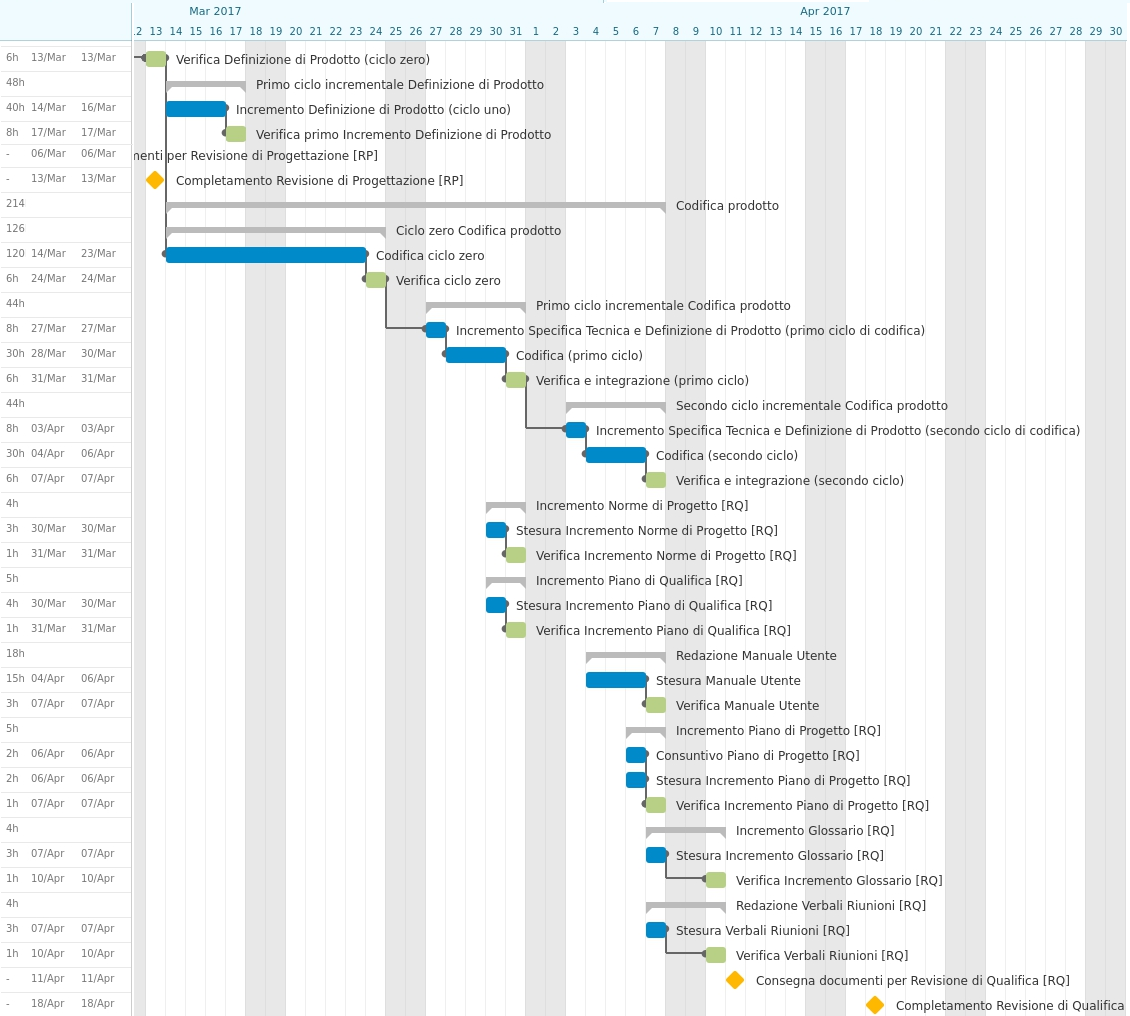 Mar 2017 Apr 2017
12 13 14 15 16 17 18 19 20 21 22 23 24 25 26 27 28 29 30 31 1 2 3 4 5 6 7 8 9 10 11 12 13 14 15 16 17 18 19 20 21 22 23 24 25 26 27 28 29 30
6h 13/Mar 13/Mar Verifica Definizione di Prodotto (ciclo zero)
48h Primo ciclo incrementale Definizione di Prodotto
40h 14/Mar 16/Mar Incremento Definizione di Prodotto (ciclo uno)
8h 17/Mar 17/Mar Verifica primo Incremento Definizione di Prodotto
- 06/Mar 06/Mar menti per Revisione di Progettazione [RP]
- 13/Mar 13/Mar Completamento Revisione di Progettazione [RP]
214 Codifica prodotto
126 Ciclo zero Codifica prodotto
120 14/Mar 23/Mar Codifica ciclo zero
6h 24/Mar 24/Mar Verifica ciclo zero
44h Primo ciclo incrementale Codifica prodotto
8h 27/Mar 27/Mar Incremento Specifica Tecnica e Definizione di Prodotto (primo ciclo di codifica)
30h 28/Mar 30/Mar Codifica (primo ciclo)
6h 31/Mar 31/Mar Verifica e integrazione (primo ciclo)
44h Secondo ciclo incrementale Codifica prodotto
8h 03/Apr 03/Apr Incremento Specifica Tecnica e Definizione di Prodotto (secondo ciclo di codifica)
30h 04/Apr 06/Apr Codifica (secondo ciclo)
6h 07/Apr 07/Apr Verifica e integrazione (secondo ciclo)
4h Incremento Norme di Progetto [RQ]
3h 30/Mar 30/Mar Stesura Incremento Norme di Progetto [RQ]
1h 31/Mar 31/Mar Verifica Incremento Norme di Progetto [RQ]
5h Incremento Piano di Qualifica [RQ]
4h 30/Mar 30/Mar Stesura Incremento Piano di Qualifica [RQ]
1h 31/Mar 31/Mar Verifica Incremento Piano di Qualifica [RQ]
18h Redazione Manuale Utente
15h 04/Apr 06/Apr Stesura Manuale Utente
3h 07/Apr 07/Apr Verifica Manuale Utente
5h Incremento Piano di Progetto [RQ]
2h 06/Apr 06/Apr Consuntivo Piano di Progetto [RQ]
2h 06/Apr 06/Apr Stesura Incremento Piano di Progetto [RQ]
1h 07/Apr 07/Apr Verifica Incremento Piano di Progetto [RQ]
4h Incremento Glossario [RQ]
3h 07/Apr 07/Apr Stesura Incremento Glossario [RQ]
1h 10/Apr 10/Apr Verifica Incremento Glossario [RQ]
4h Redazione Verbali Riunioni [RQ]
3h 07/Apr 07/Apr Stesura Verbali Riunioni [RQ]
1h 10/Apr 10/Apr Verifica Verbali Riunioni [RQ]
- 11/Apr 11/Apr Consegna documenti per Revisione di Qualifica [RQ]
- 18/Apr 18/Apr Completamento Revisione di Qualifica